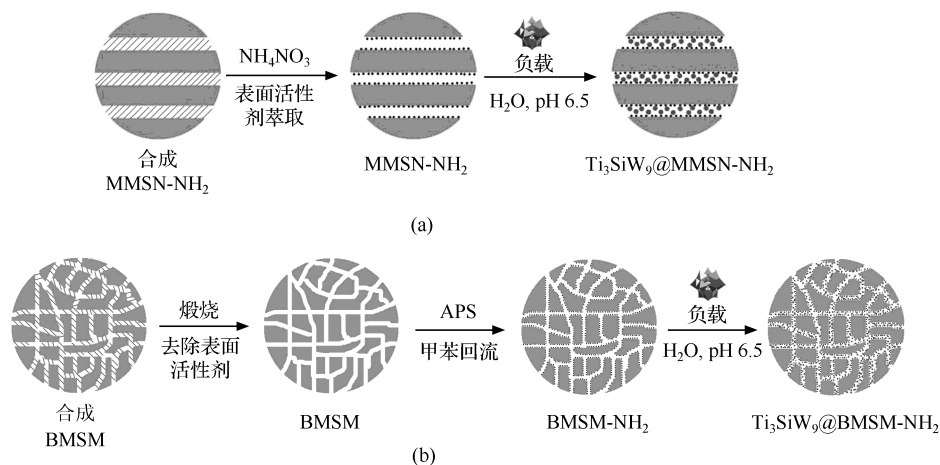 NH₄NO₃
表面活性
剂萃取
负载
H₂O, pH 6.5
合成
MMSN-NH₂
MMSN-NH₂
Ti₃SiW₉@MMSN-NH₂
(a)
煅烧
去除表面
活性剂
APS
甲苯回流
负载
H₂O, pH 6.5
合成
BMSM
BMSM
BMSM-NH₂
Ti₃SiW₉@BMSM-NH₂
(b)